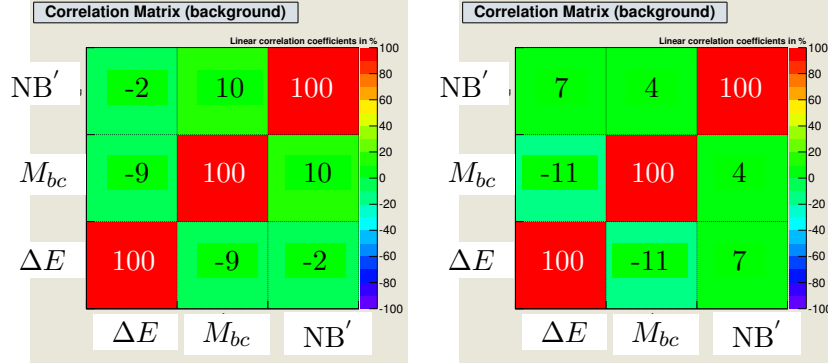 Correlation Matrix (background)
Linear correlation coefficients in %
NB′ -2 10 100
M_bc -9 100 10
ΔE 100 -9 -2
ΔE M_bc NB′
100
80
60
40
20
0
-20
-40
-60
-80
-100
Correlation Matrix (background)
Linear correlation coefficients in %
NB′ 7 4 100
M_bc -11 100 4
ΔE 100 -11 7
ΔE M_bc NB′
100
80
60
40
20
0
-20
-40
-60
-80
-100